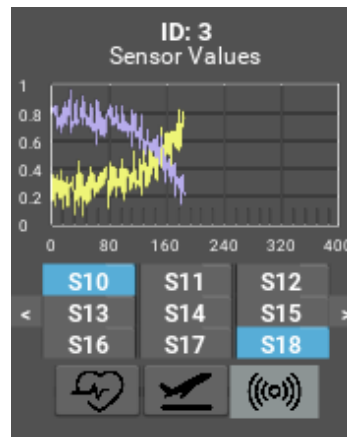 ID: 3
Sensor Values
1
0.8
0.6
0.4
0.2
0
0 80 160 240 320 400
S10 S11 S12
< S13 S14 S15 >
S16 S17 S18